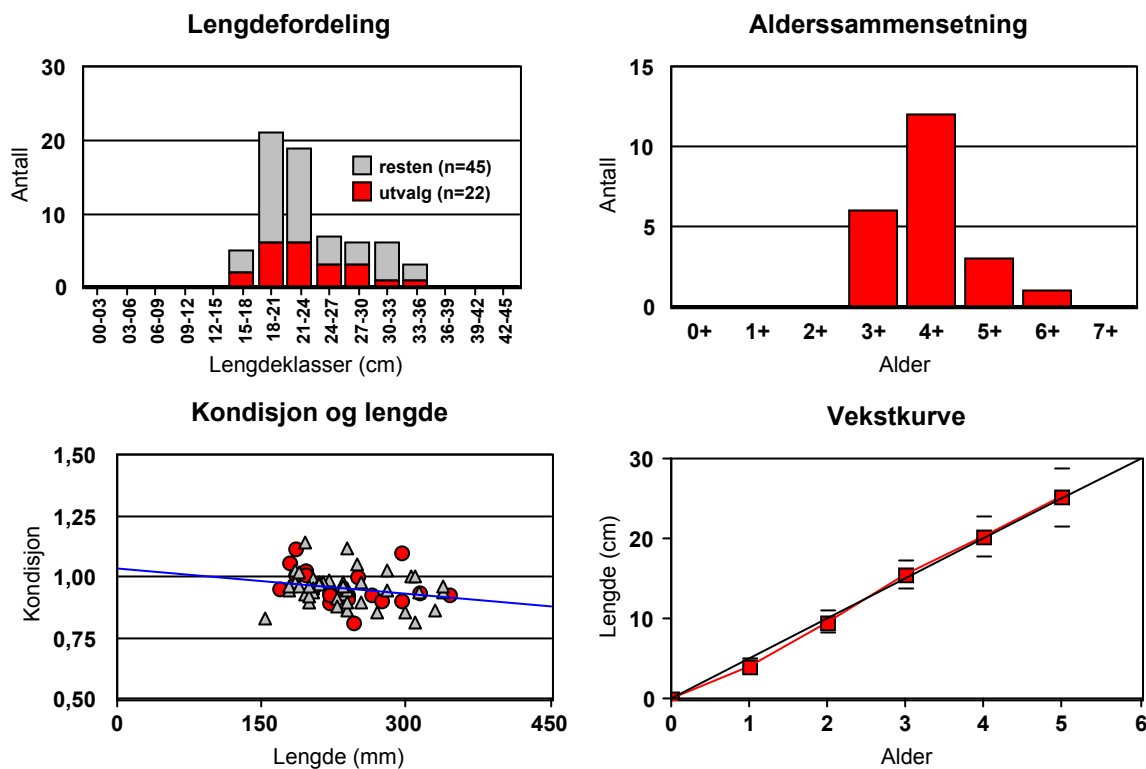 Lengdefordeling
30
20
10
0
Antall
resten (n=45)
utvalg (n=22)
00-03 03-06 06-09 09-12 12-15 15-18 18-21 21-24 24-27 27-30 30-33 33-36 36-39 39-42 42-45
Lengdeklasser (cm)
Alderssammensetning
15
10
5
0
Antall
0+ 1+ 2+ 3+ 4+ 5+ 6+ 7+
Alder
Kondisjon og lengde
1,50
1,25
1,00
0,75
0,50
Kondisjon
0 150 300 450
Lengde (mm)
Vekstkurve
30
20
10
0
Lengde (cm)
0 1 2 3 4 5 6
Alder